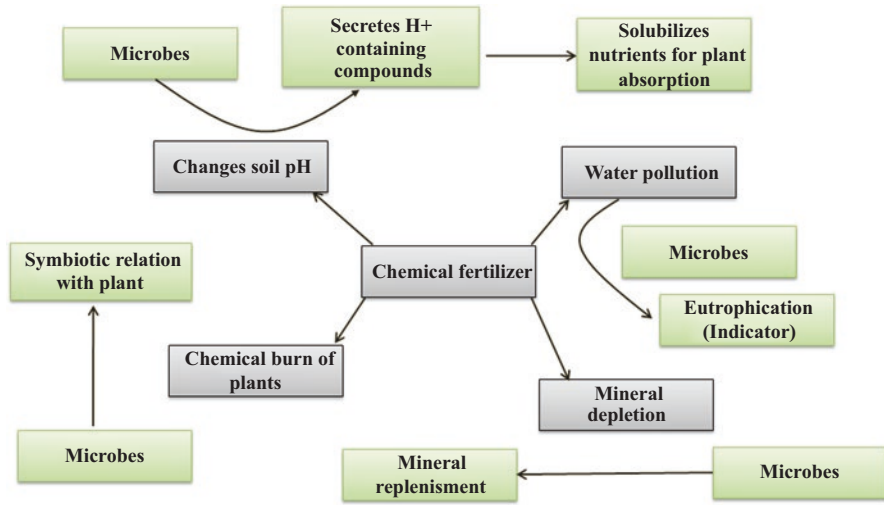 Microbes
Secretes H+
containing
compounds
Solubilizes
nutrients for plant
absorption
Changes soil pH
Water pollution
Symbiotic relation
with plant
Chemical fertilizer
Microbes
Eutrophication
(Indicator)
Chemical burn of
plants
Mineral
depletion
Microbes
Mineral
replenisment
Microbes